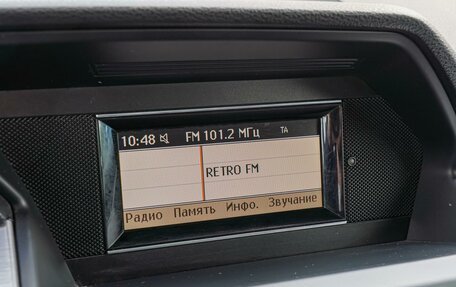 10:48 FM 101.2 МГц TA
RETRO FM
Радио Память Инфо. Звучание